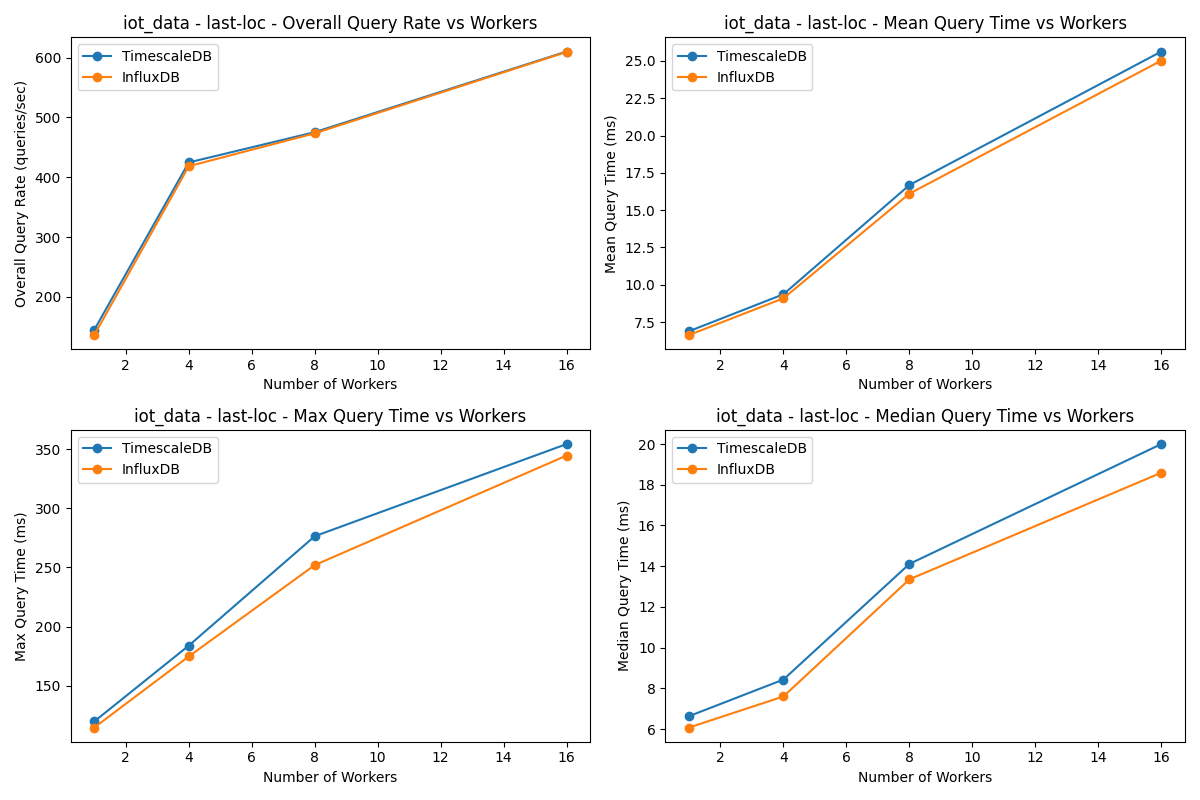 iot_data - last-loc - Overall Query Rate vs Workers
TimescaleDB
InfluxDB
Overall Query Rate (queries/sec)
600
500
400
300
200
2 4 6 8 10 12 14 16
Number of Workers
iot_data - last-loc - Mean Query Time vs Workers
TimescaleDB
InfluxDB
Mean Query Time (ms)
25.0
22.5
20.0
17.5
15.0
12.5
10.0
7.5
2 4 6 8 10 12 14 16
Number of Workers
iot_data - last-loc - Max Query Time vs Workers
TimescaleDB
InfluxDB
Max Query Time (ms)
350
300
250
200
150
2 4 6 8 10 12 14 16
Number of Workers
iot_data - last-loc - Median Query Time vs Workers
TimescaleDB
InfluxDB
Median Query Time (ms)
20
18
16
14
12
10
8
6
2 4 6 8 10 12 14 16
Number of Workers